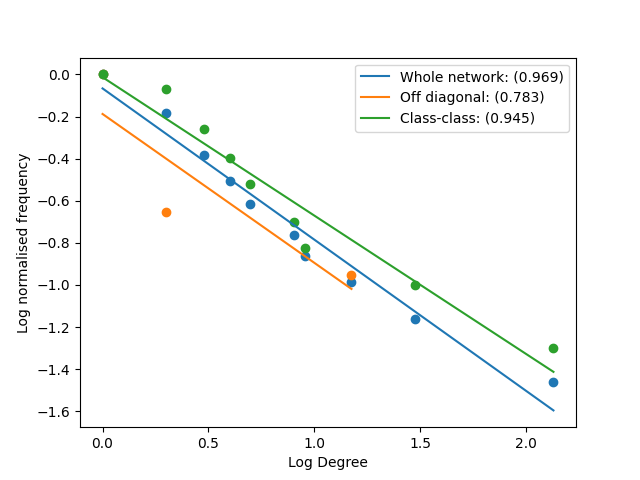 Whole network: (0.969)
Off diagonal: (0.783)
Class-class: (0.945)
Log normalised frequency
0.0
−0.2
−0.4
−0.6
−0.8
−1.0
−1.2
−1.4
−1.6
0.0 0.5 1.0 1.5 2.0
Log Degree